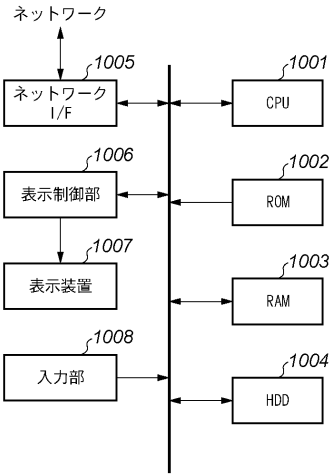 ネットワーク
1005
ネットワーク
I/F
1001
CPU
1006
表示制御部
1002
ROM
1007
表示装置
1003
RAM
1008
入力部
1004
HDD